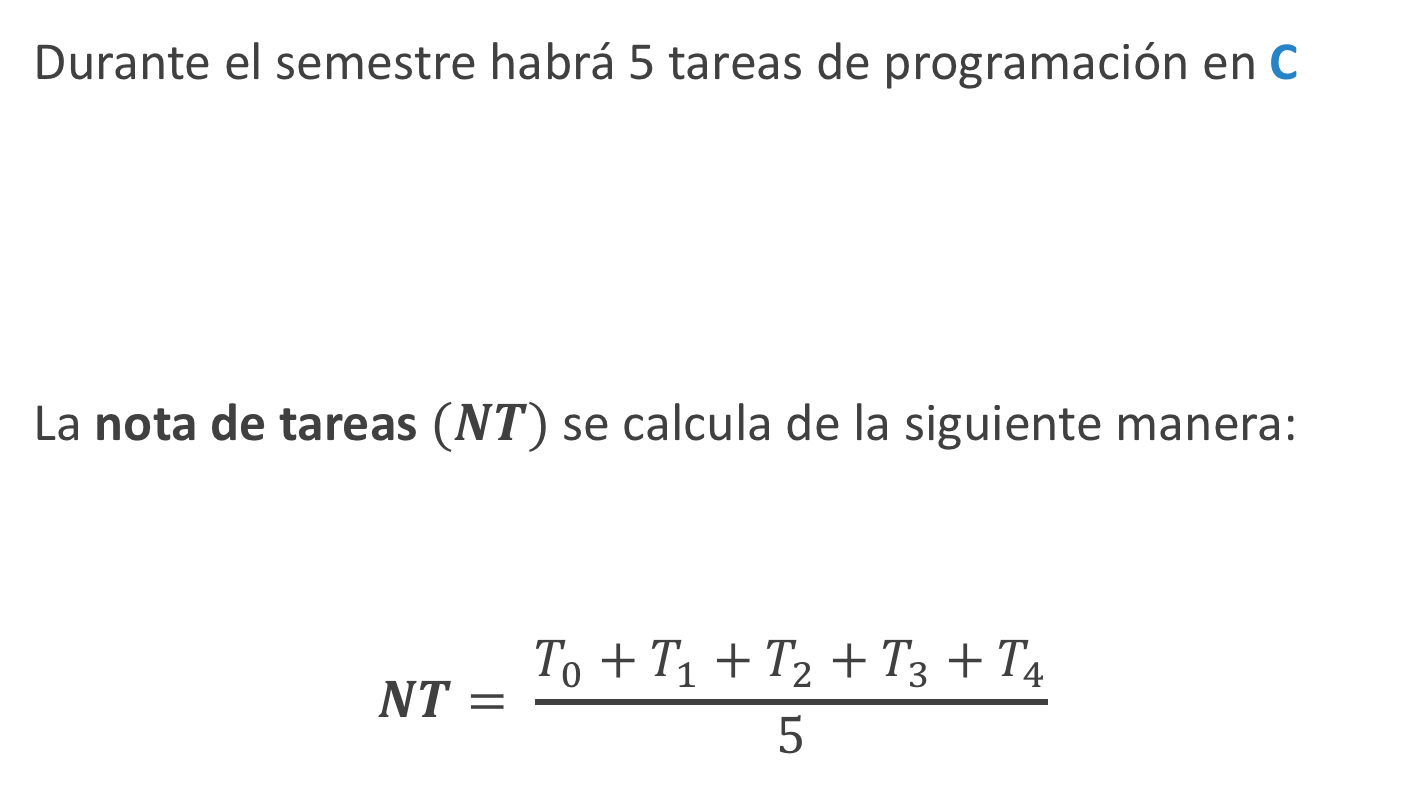 Durante el semestre habrá 5 tareas de programación en C
La nota de tareas (NT) se calcula de la siguiente manera:
NT = (T₀ + T₁ + T₂ + T₃ + T₄) / 5